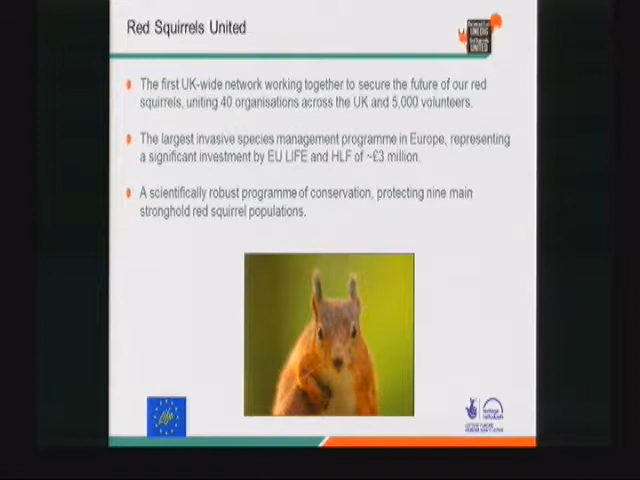 Red Squirrels United
The first UK-wide network working together to secure the future of our red
squirrels, uniting 40 organisations across the UK and 5,000 volunteers.
The largest invasive species management programme in Europe, representing
a significant investment by EU LIFE and HLF of ~£3 million.
A scientifically robust programme of conservation, protecting nine main
stronghold red squirrel populations.
Life